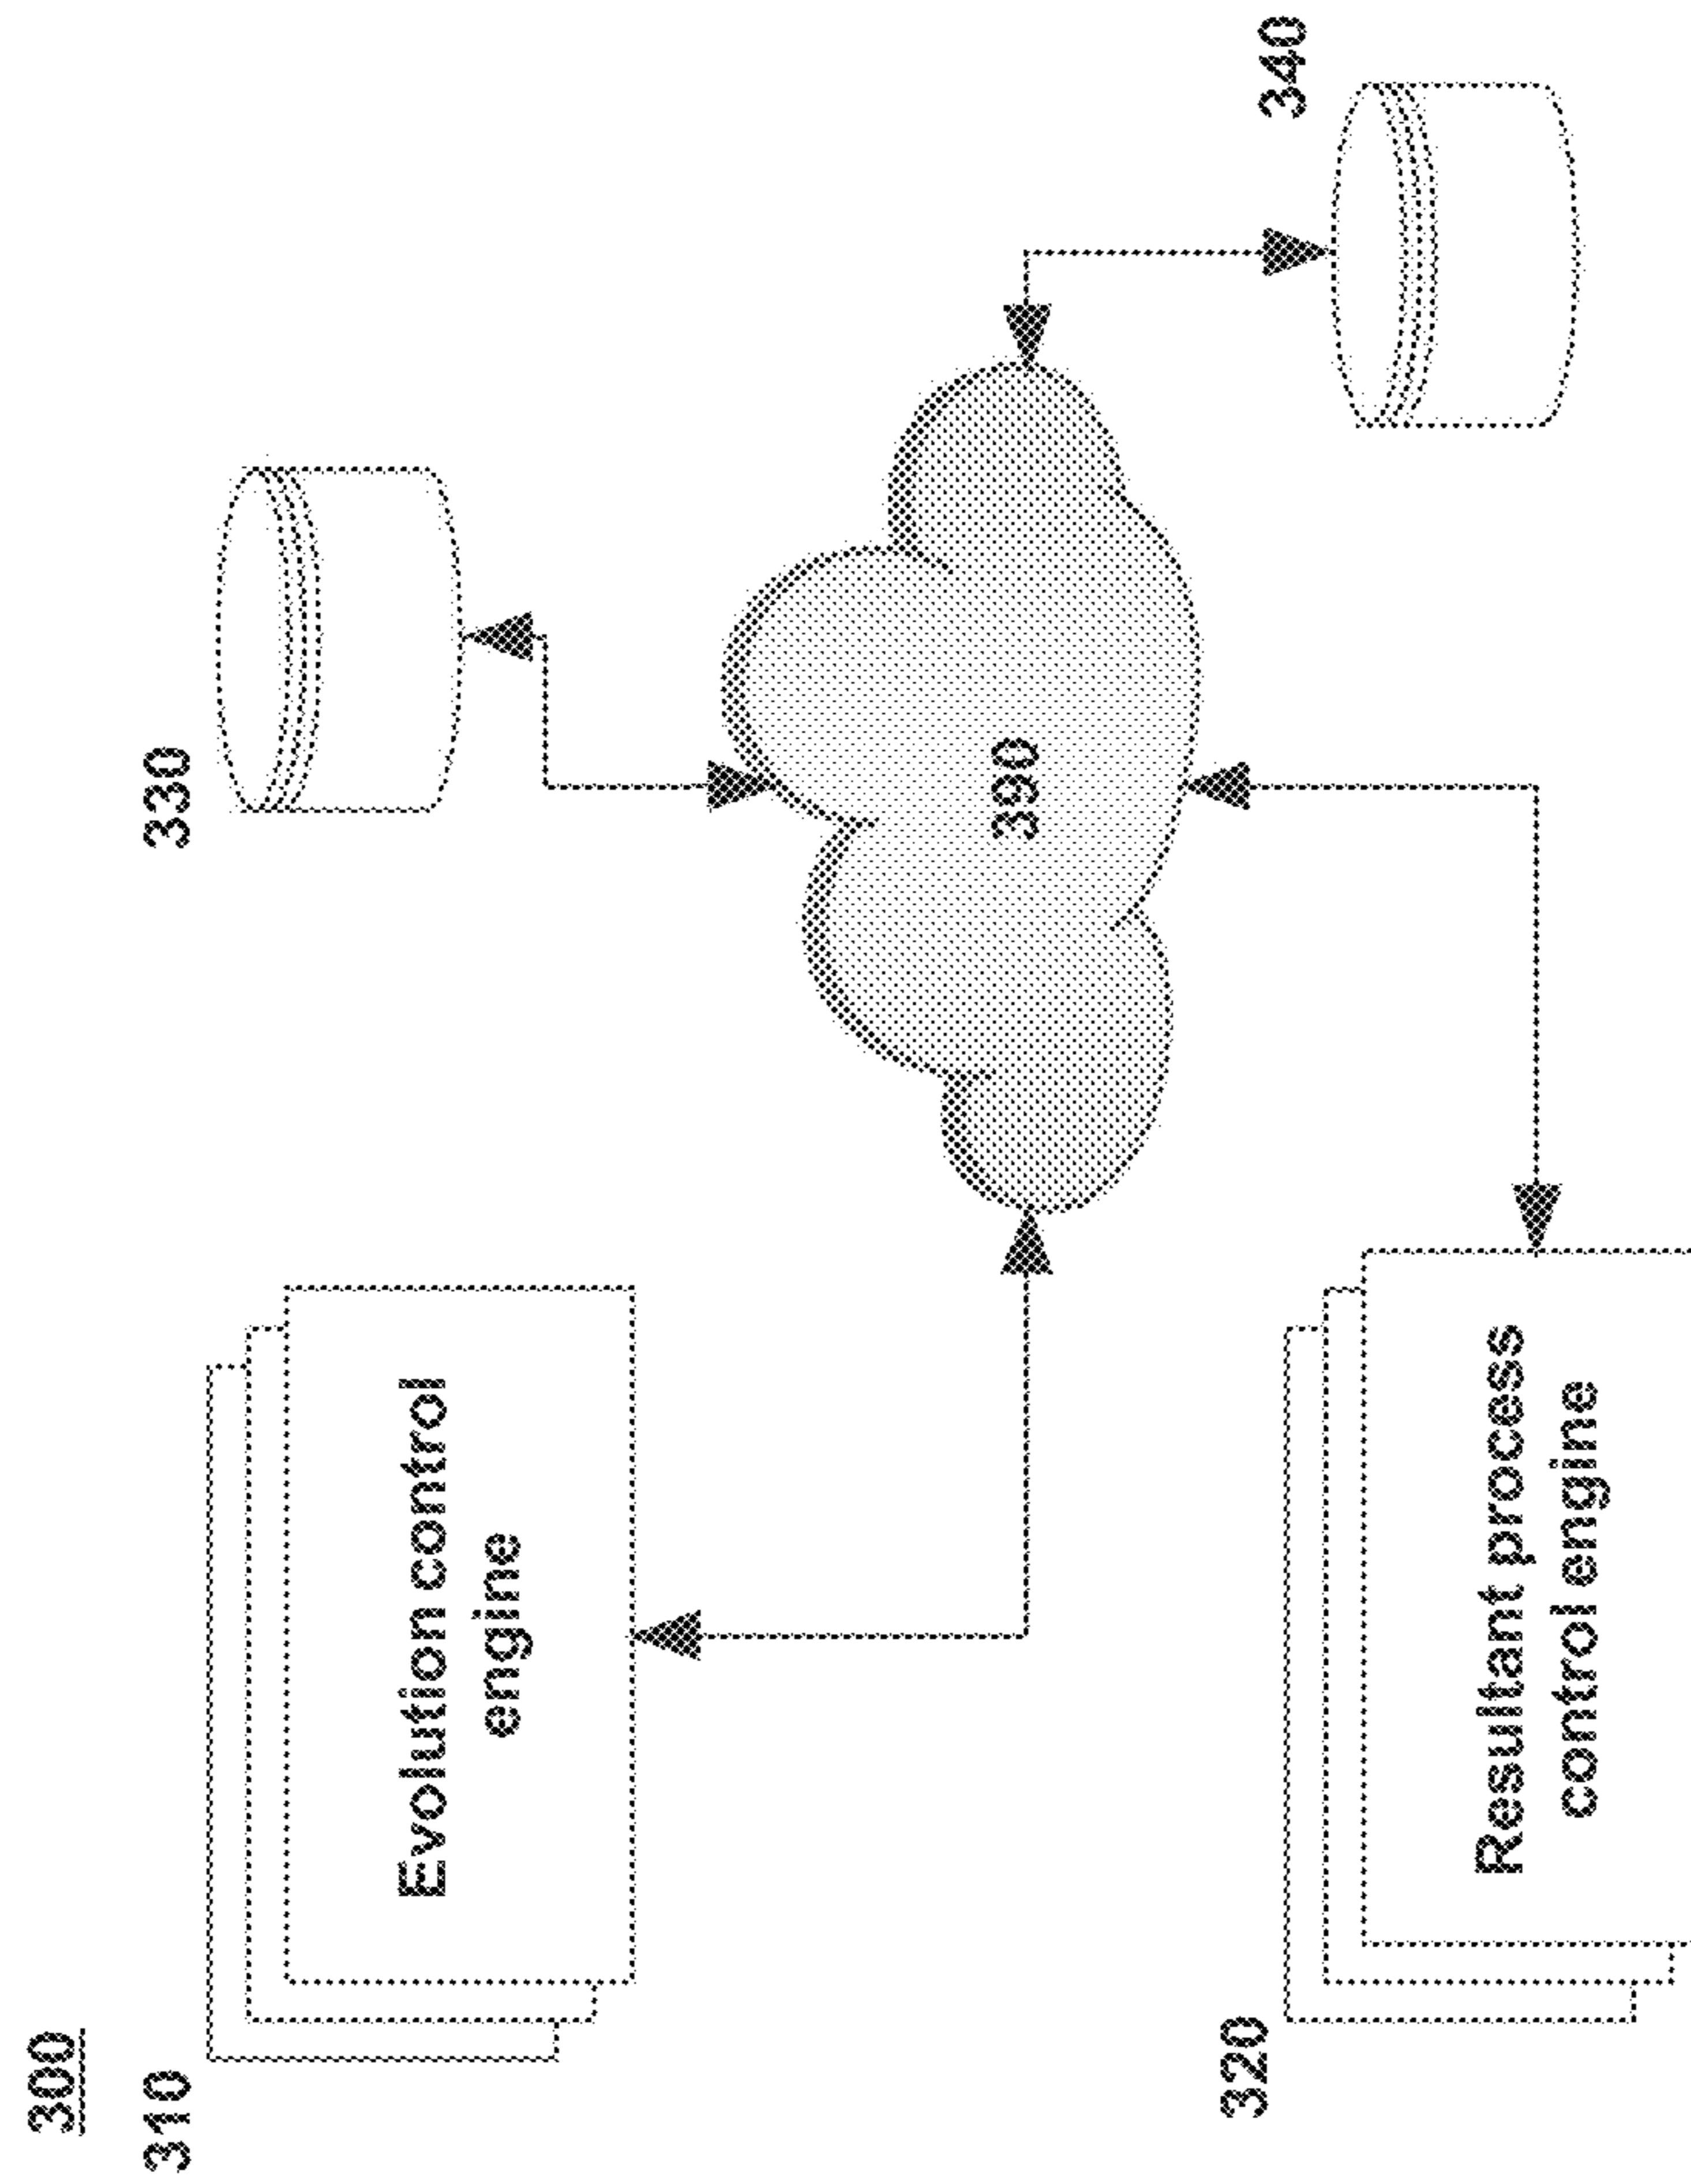 300
310
Evolution control
engine
330
390
320
Resultant process
control engine
340